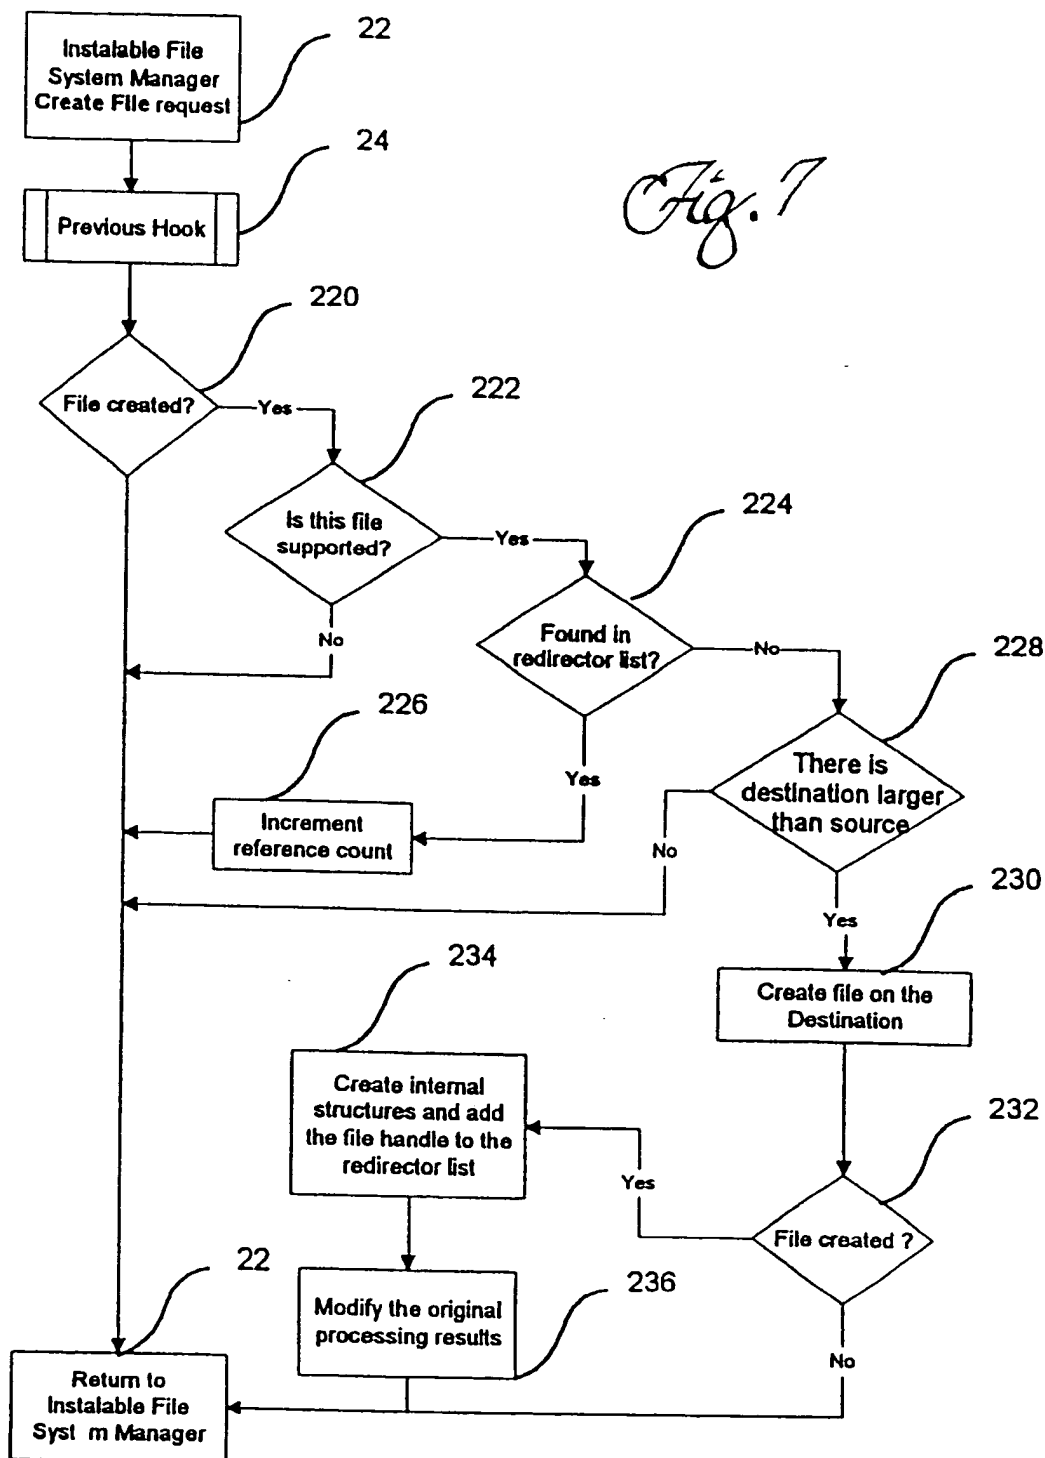 22
Instalable File
System Manager
Create File request
24
Fig. 7
Previous Hook
220
File created?
Yes
222
Is this file
supported?
Yes
No
224
Found in
redirector list?
No
Yes
226
Increment
reference count
228
There is
destination larger
than source
No
Yes
230
Create file on the
Destination
234
Create internal
structures and add
the file handle to the
redirector list
232
File created ?
Yes
No
236
Modify the original
processing results
22
Return to
Instalable File
Syst m Manager